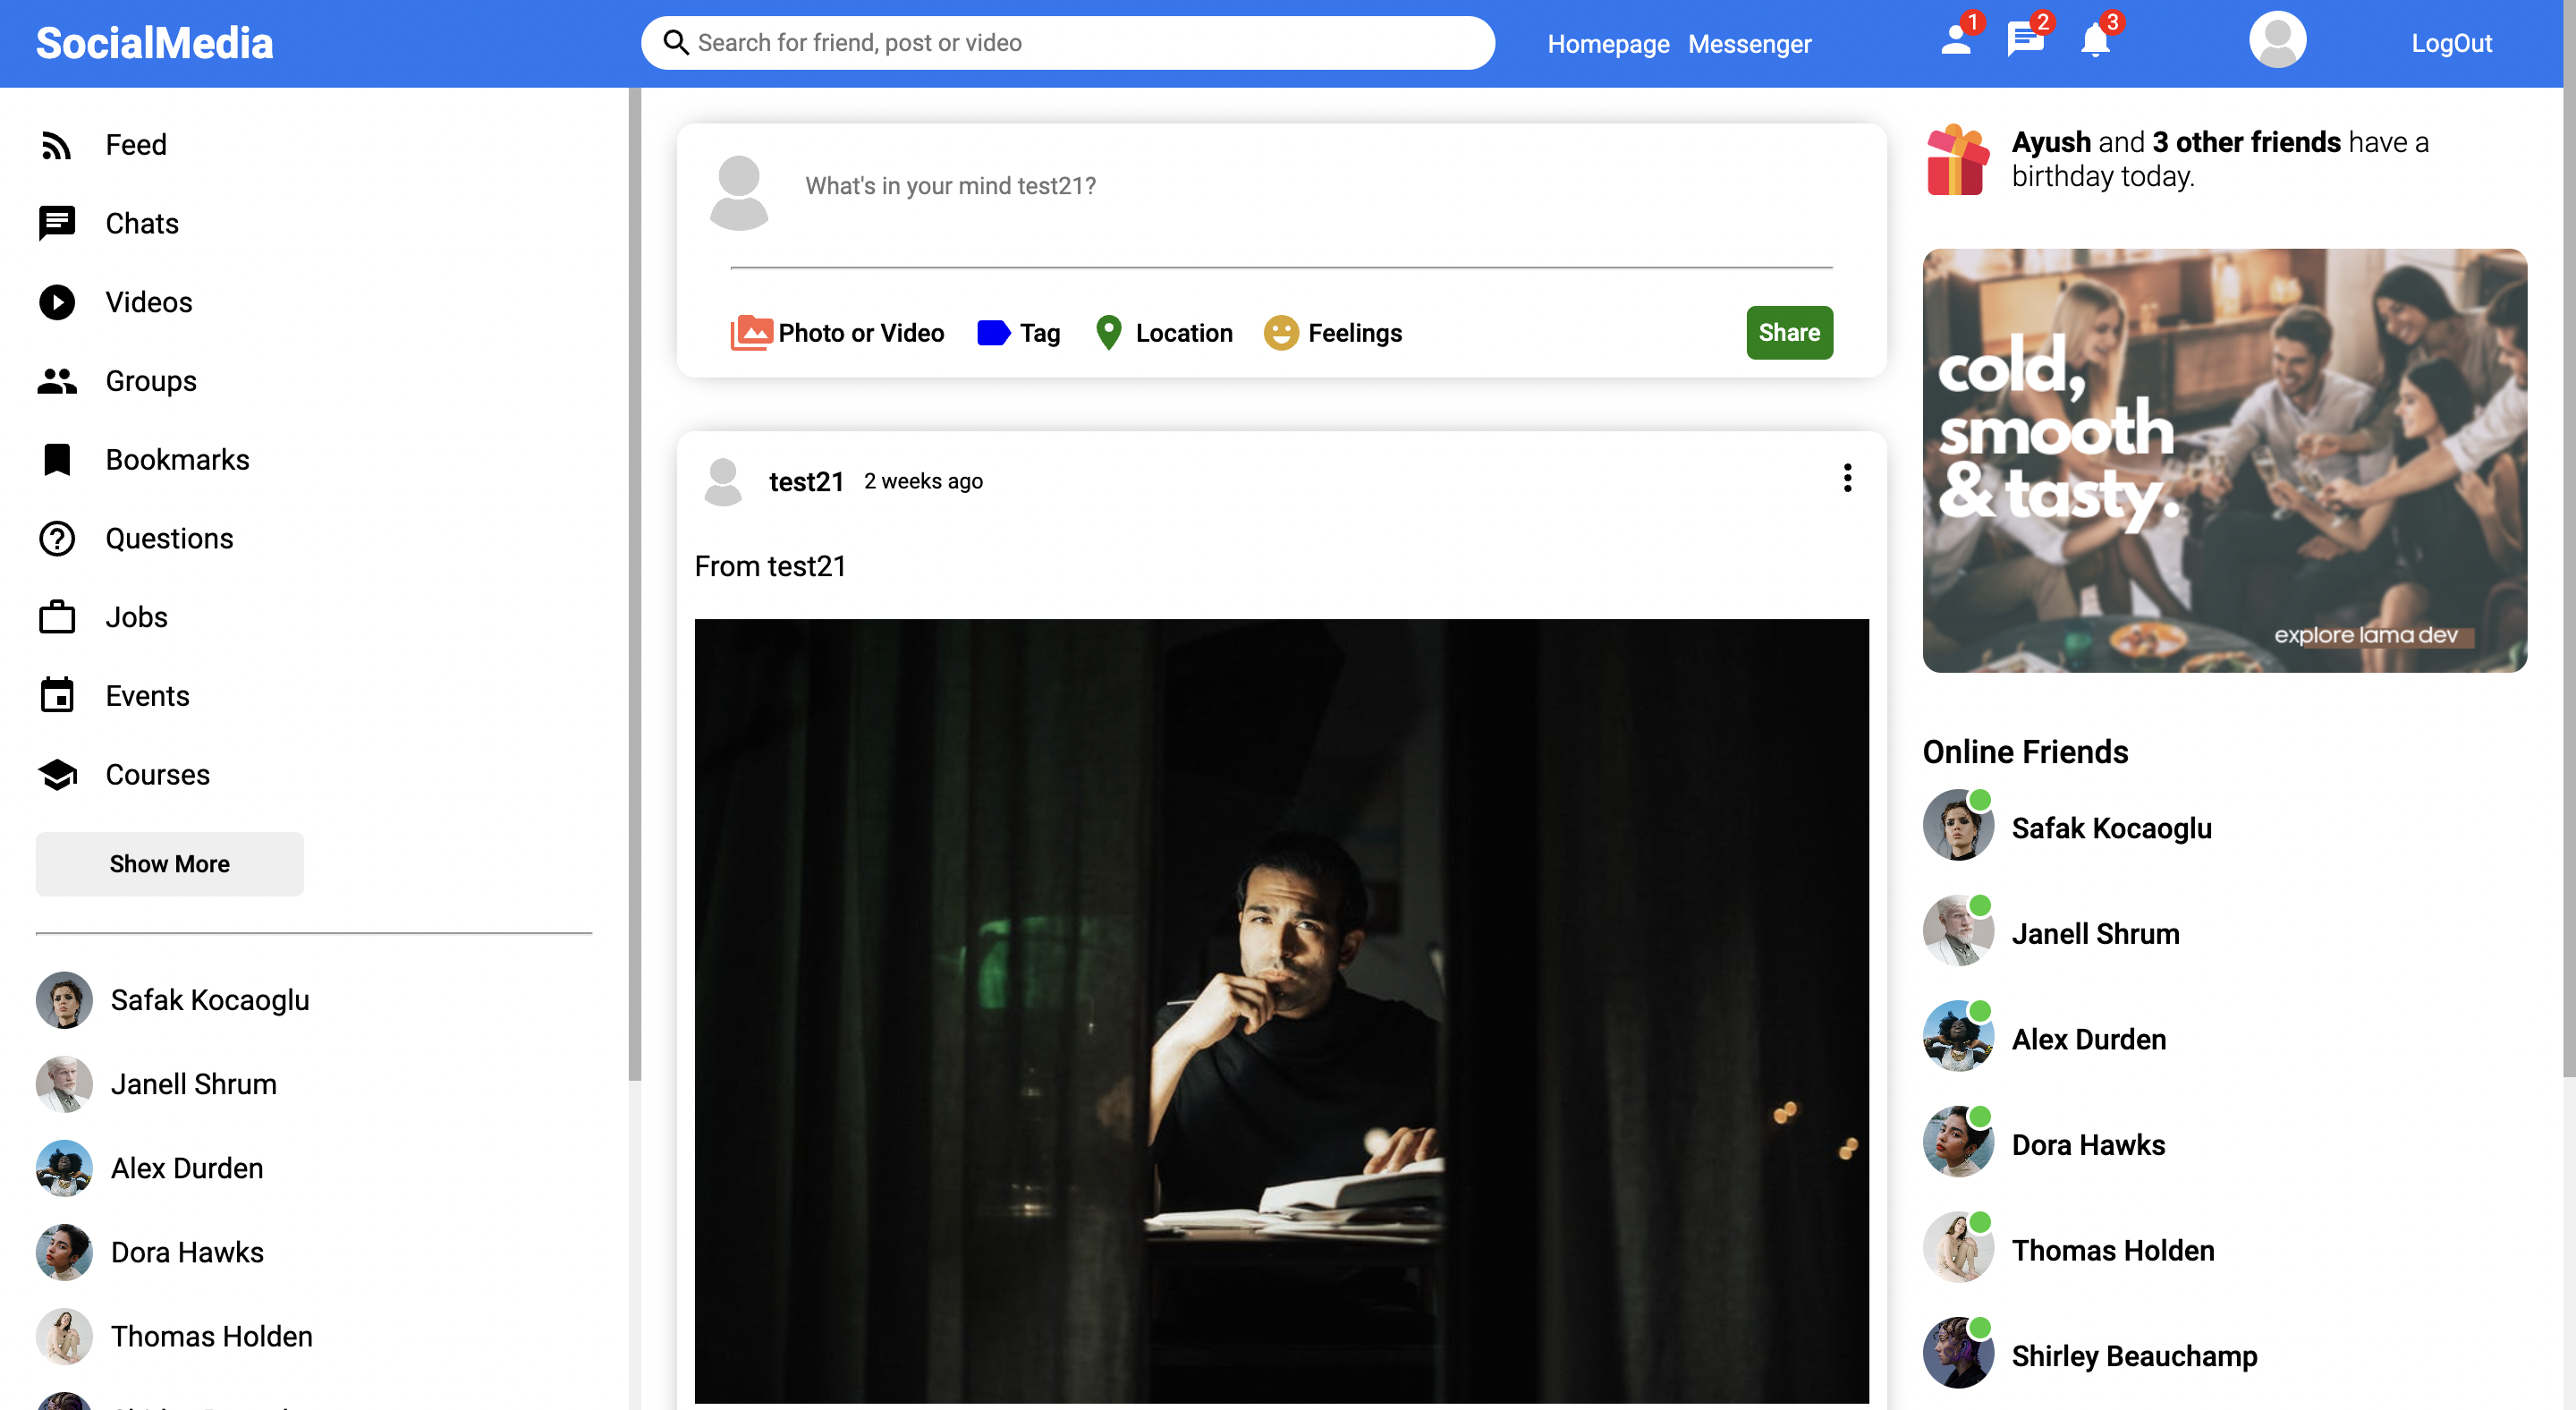 SocialMedia
Search for friend, post or video
Homepage Messenger
1
2
3
LogOut
Feed
Chats
Videos
Groups
Bookmarks
Questions
Jobs
Events
Courses
Show More
Safak Kocaoglu
Janell Shrum
Alex Durden
Dora Hawks
Thomas Holden
What's in your mind test21?
Photo or Video
Tag
Location
Feelings
Share
test21 2 weeks ago
From test21
Ayush and 3 other friends have a
birthday today.
cold,
smooth
& tasty.
explore lama dev
Online Friends
Safak Kocaoglu
Janell Shrum
Alex Durden
Dora Hawks
Thomas Holden
Shirley Beauchamp